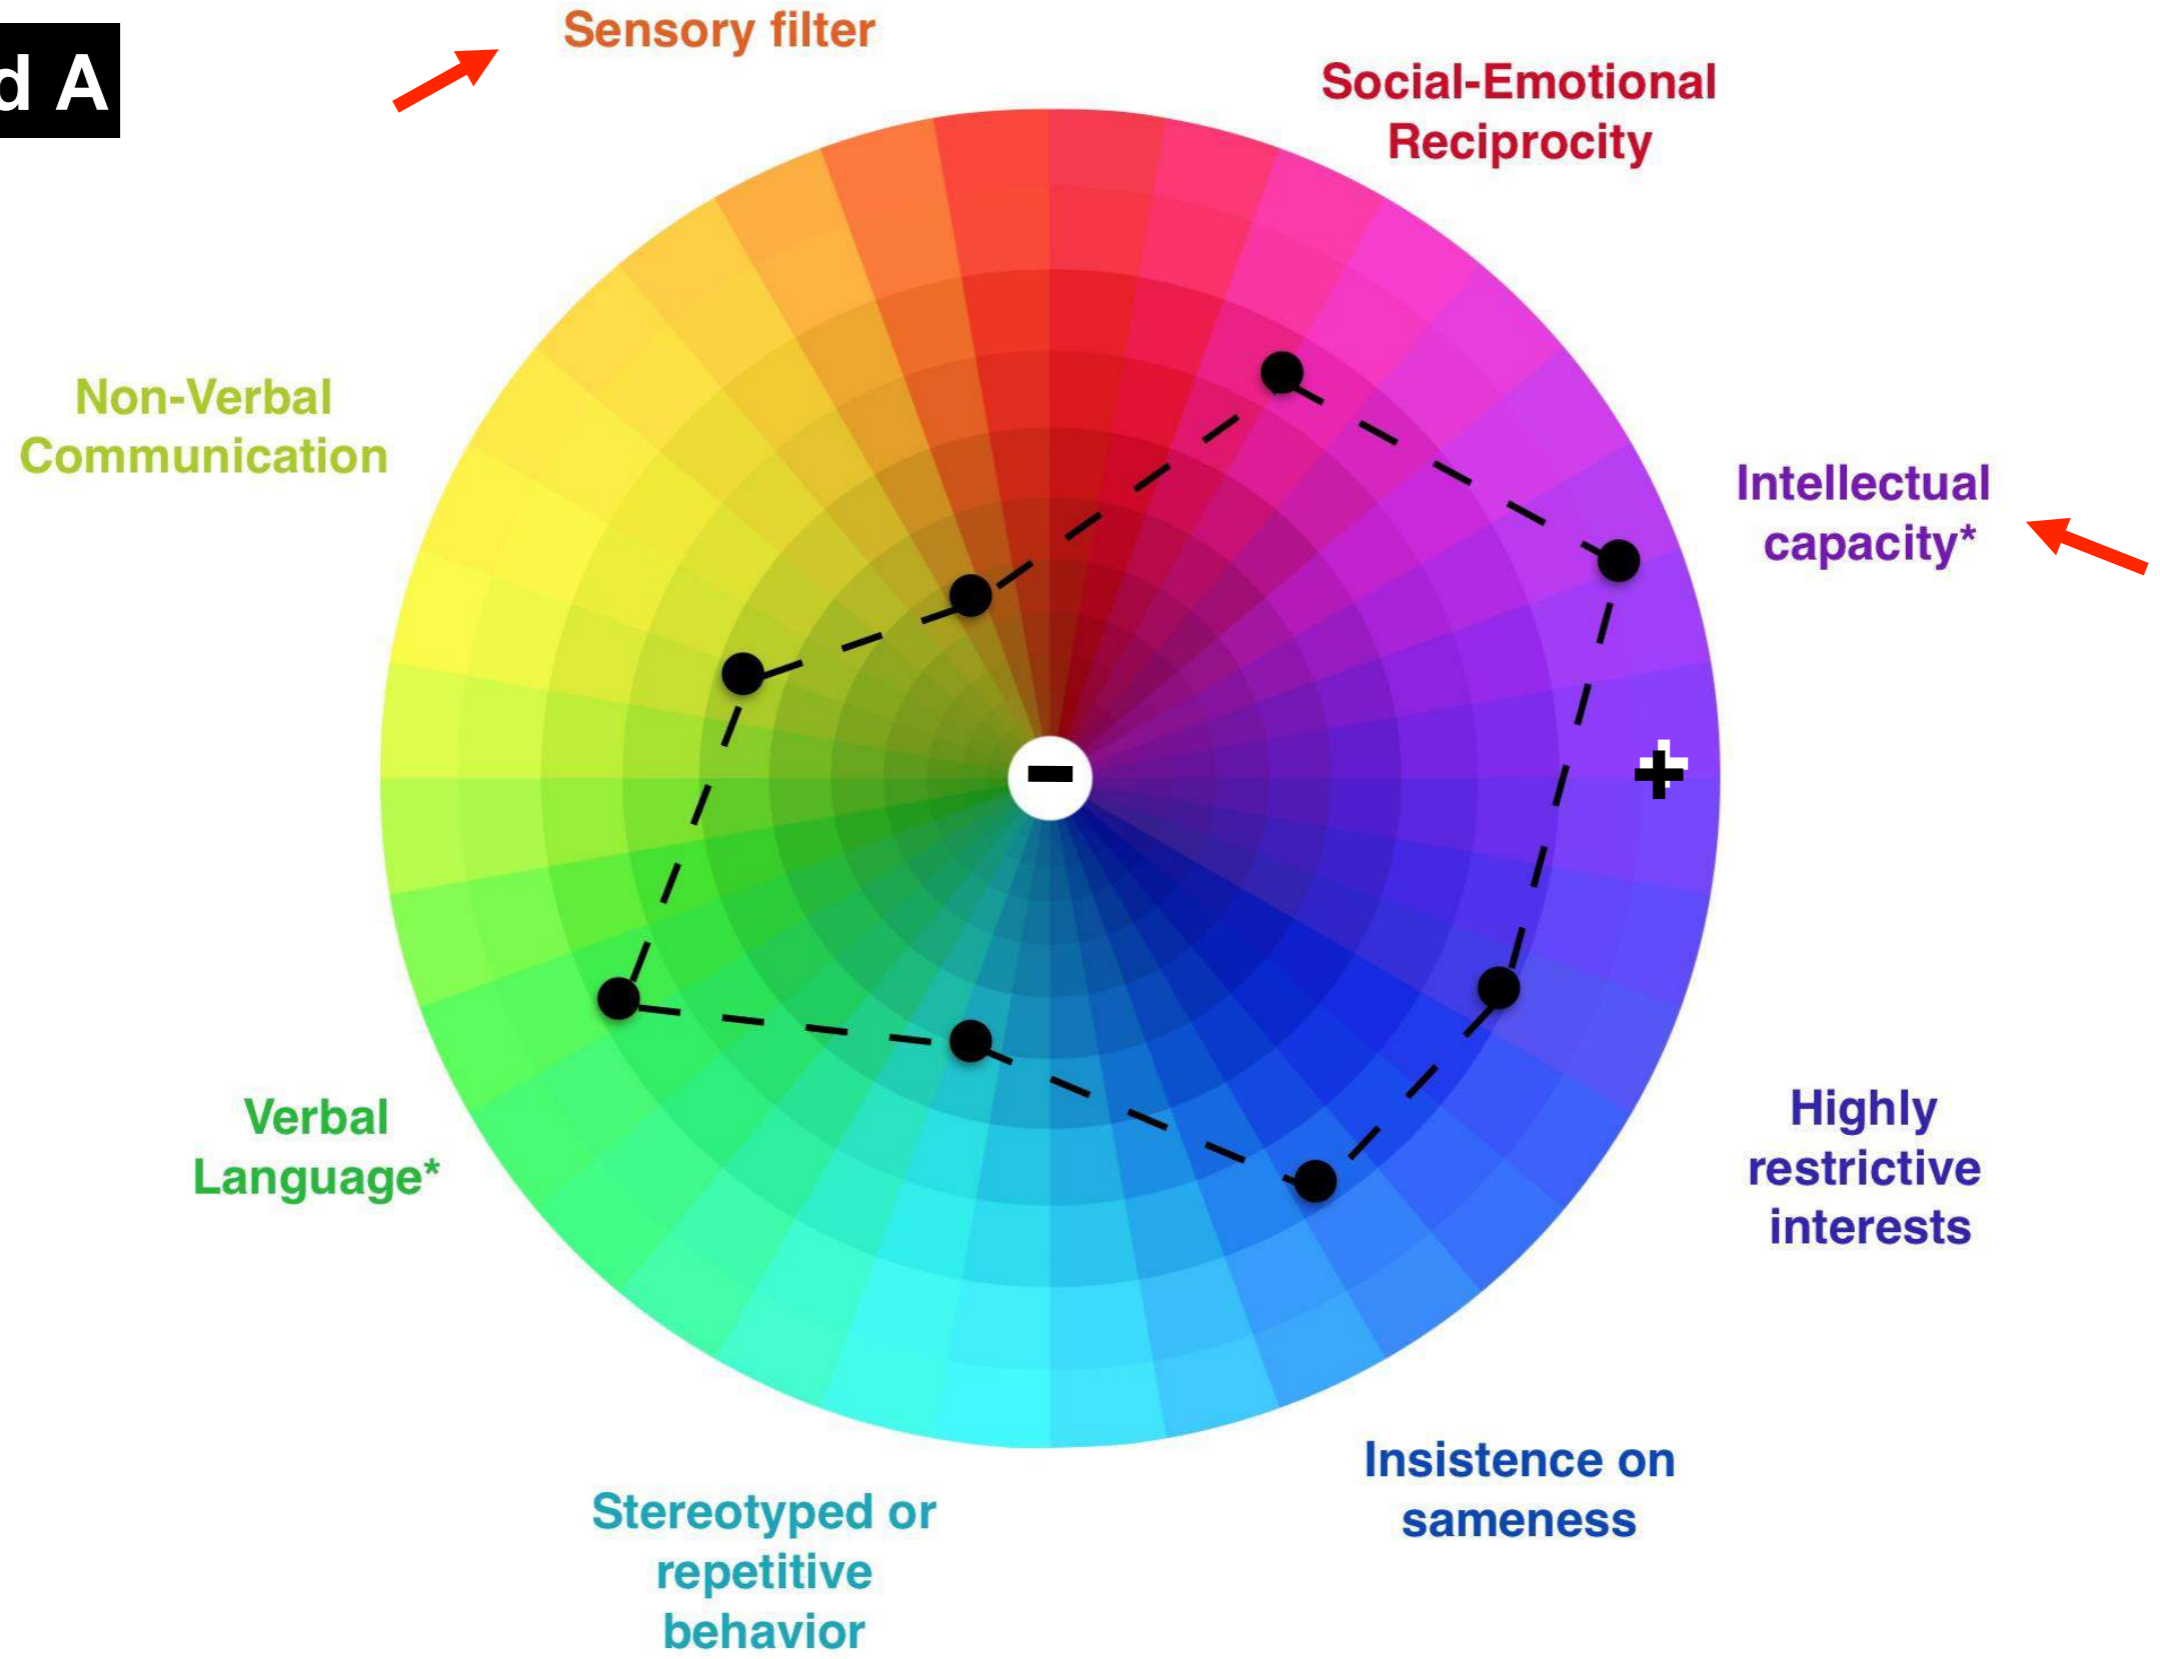 d A
Sensory filter
Social-Emotional
Reciprocity
Non-Verbal
Communication
Intellectual
capacity*
-
+
Verbal
Language*
Highly
restrictive
interests
Insistence on
sameness
Stereotyped or
repetitive
behavior